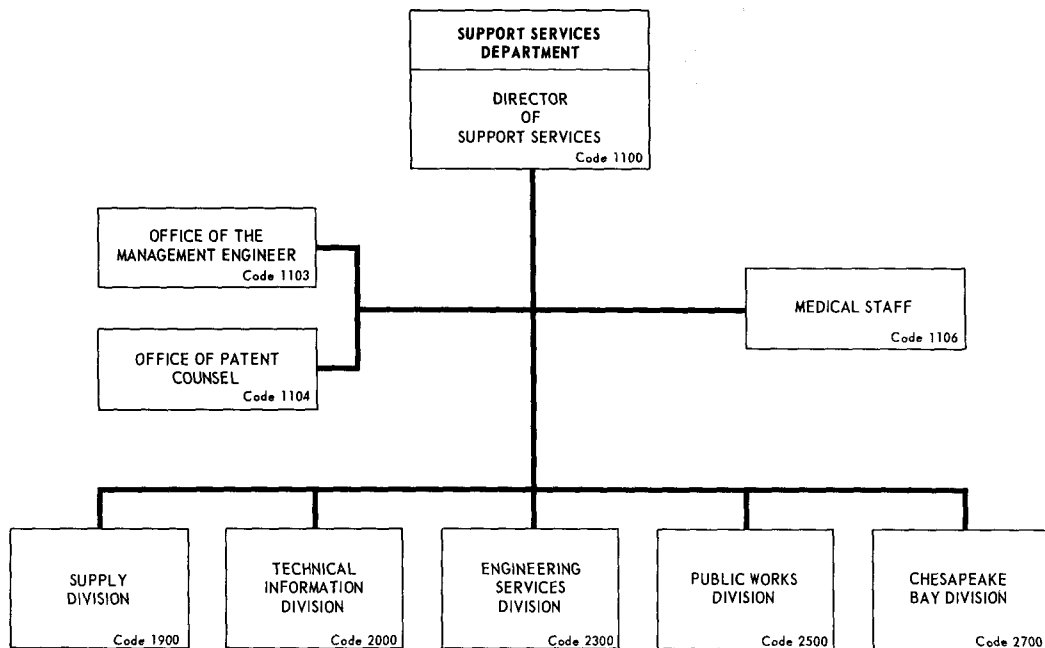 SUPPORT SERVICES
DEPARTMENT
DIRECTOR
OF
SUPPORT SERVICES
Code 1100
OFFICE OF THE
MANAGEMENT ENGINEER
Code 1103
MEDICAL STAFF
Code 1106
OFFICE OF PATENT
COUNSEL
Code 1104
SUPPLY
DIVISION
Code 1900
TECHNICAL
INFORMATION
DIVISION
Code 2000
ENGINEERING
SERVICES
DIVISION
Code 2300
PUBLIC WORKS
DIVISION
Code 2500
CHESAPEAKE
BAY DIVISION
Code 2700